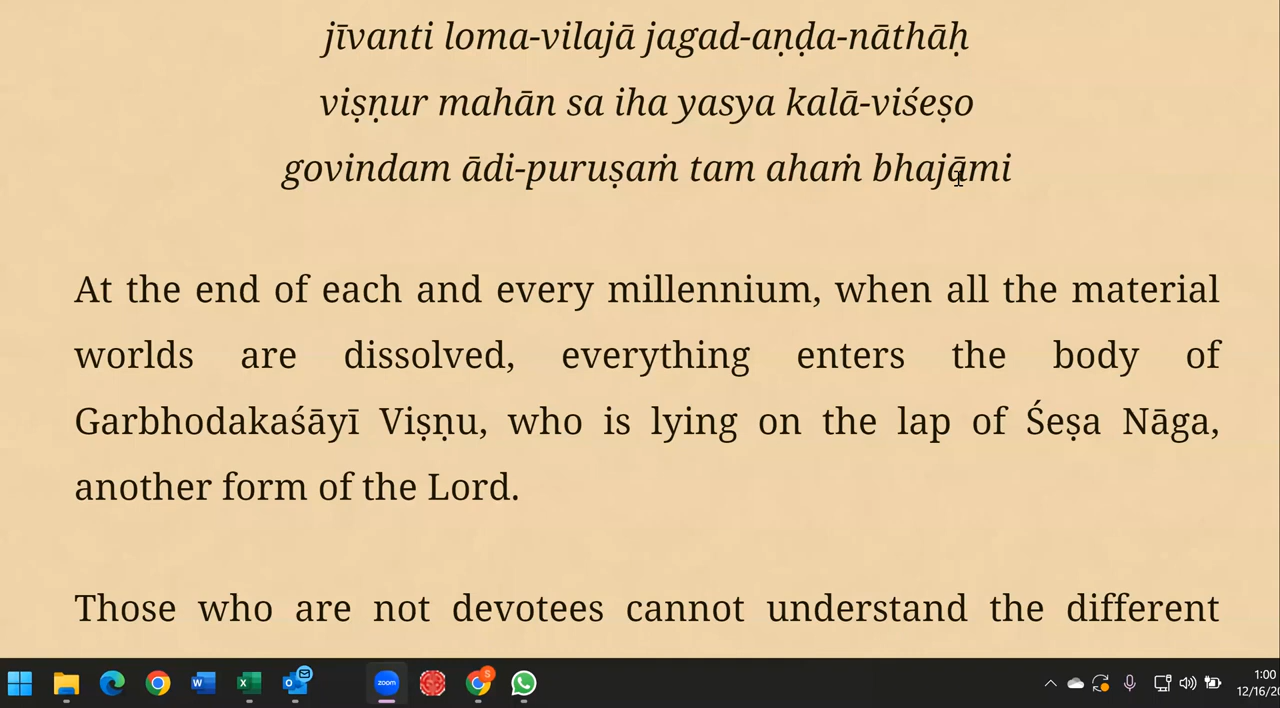 jīvanti loma-vilajā jagad-aṇḍa-nāthāḥ
viṣṇur mahān sa iha yasya kalā-viśeṣo
govindam ādi-puruṣaṁ tam ahaṁ bhajāmi
At the end of each and every millennium, when all the material
worlds are dissolved, everything enters the body of
Garbhodakaśāyī Viṣṇu, who is lying on the lap of Śeṣa Nāga,
another form of the Lord.
Those who are not devotees cannot understand the different
zoom
S
1:00
12/16/20